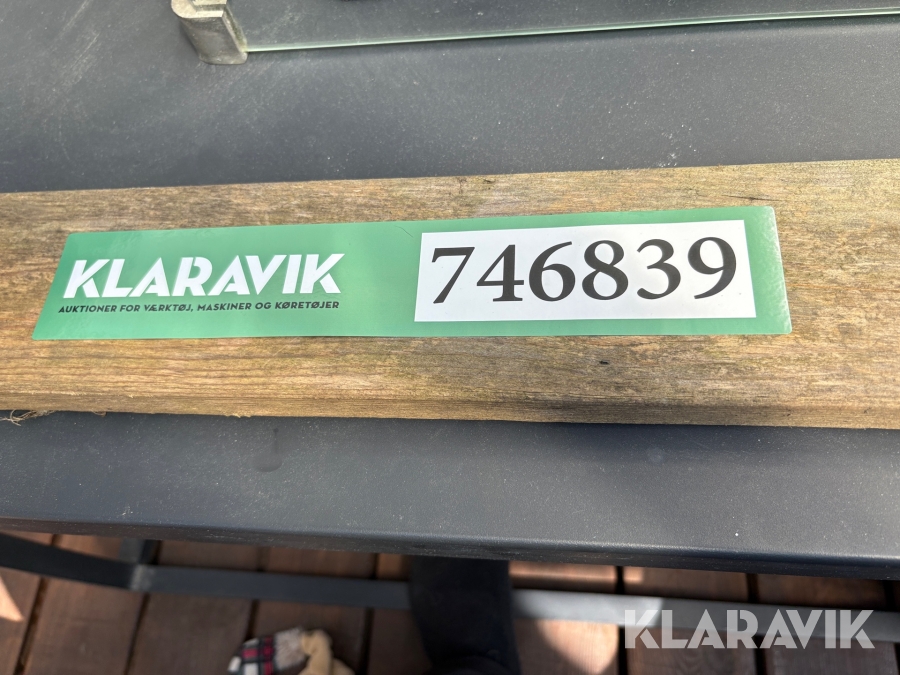 KLARAVIK
AUKTIONER FOR VÆRKTØJ, MASKINER OG KØRETØJER
746839
KLARAVIK